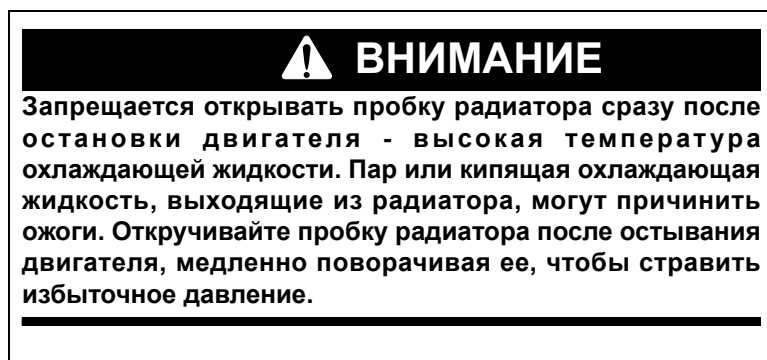 ВНИМАНИЕ
Запрещается открывать пробку радиатора сразу после
остановки двигателя - высокая температура
охлаждающей жидкости. Пар или кипящая охлаждающая
жидкость, выходящие из радиатора, могут причинить
ожоги. Откручивайте пробку радиатора после остывания
двигателя, медленно поворачивая ее, чтобы стравить
избыточное давление.